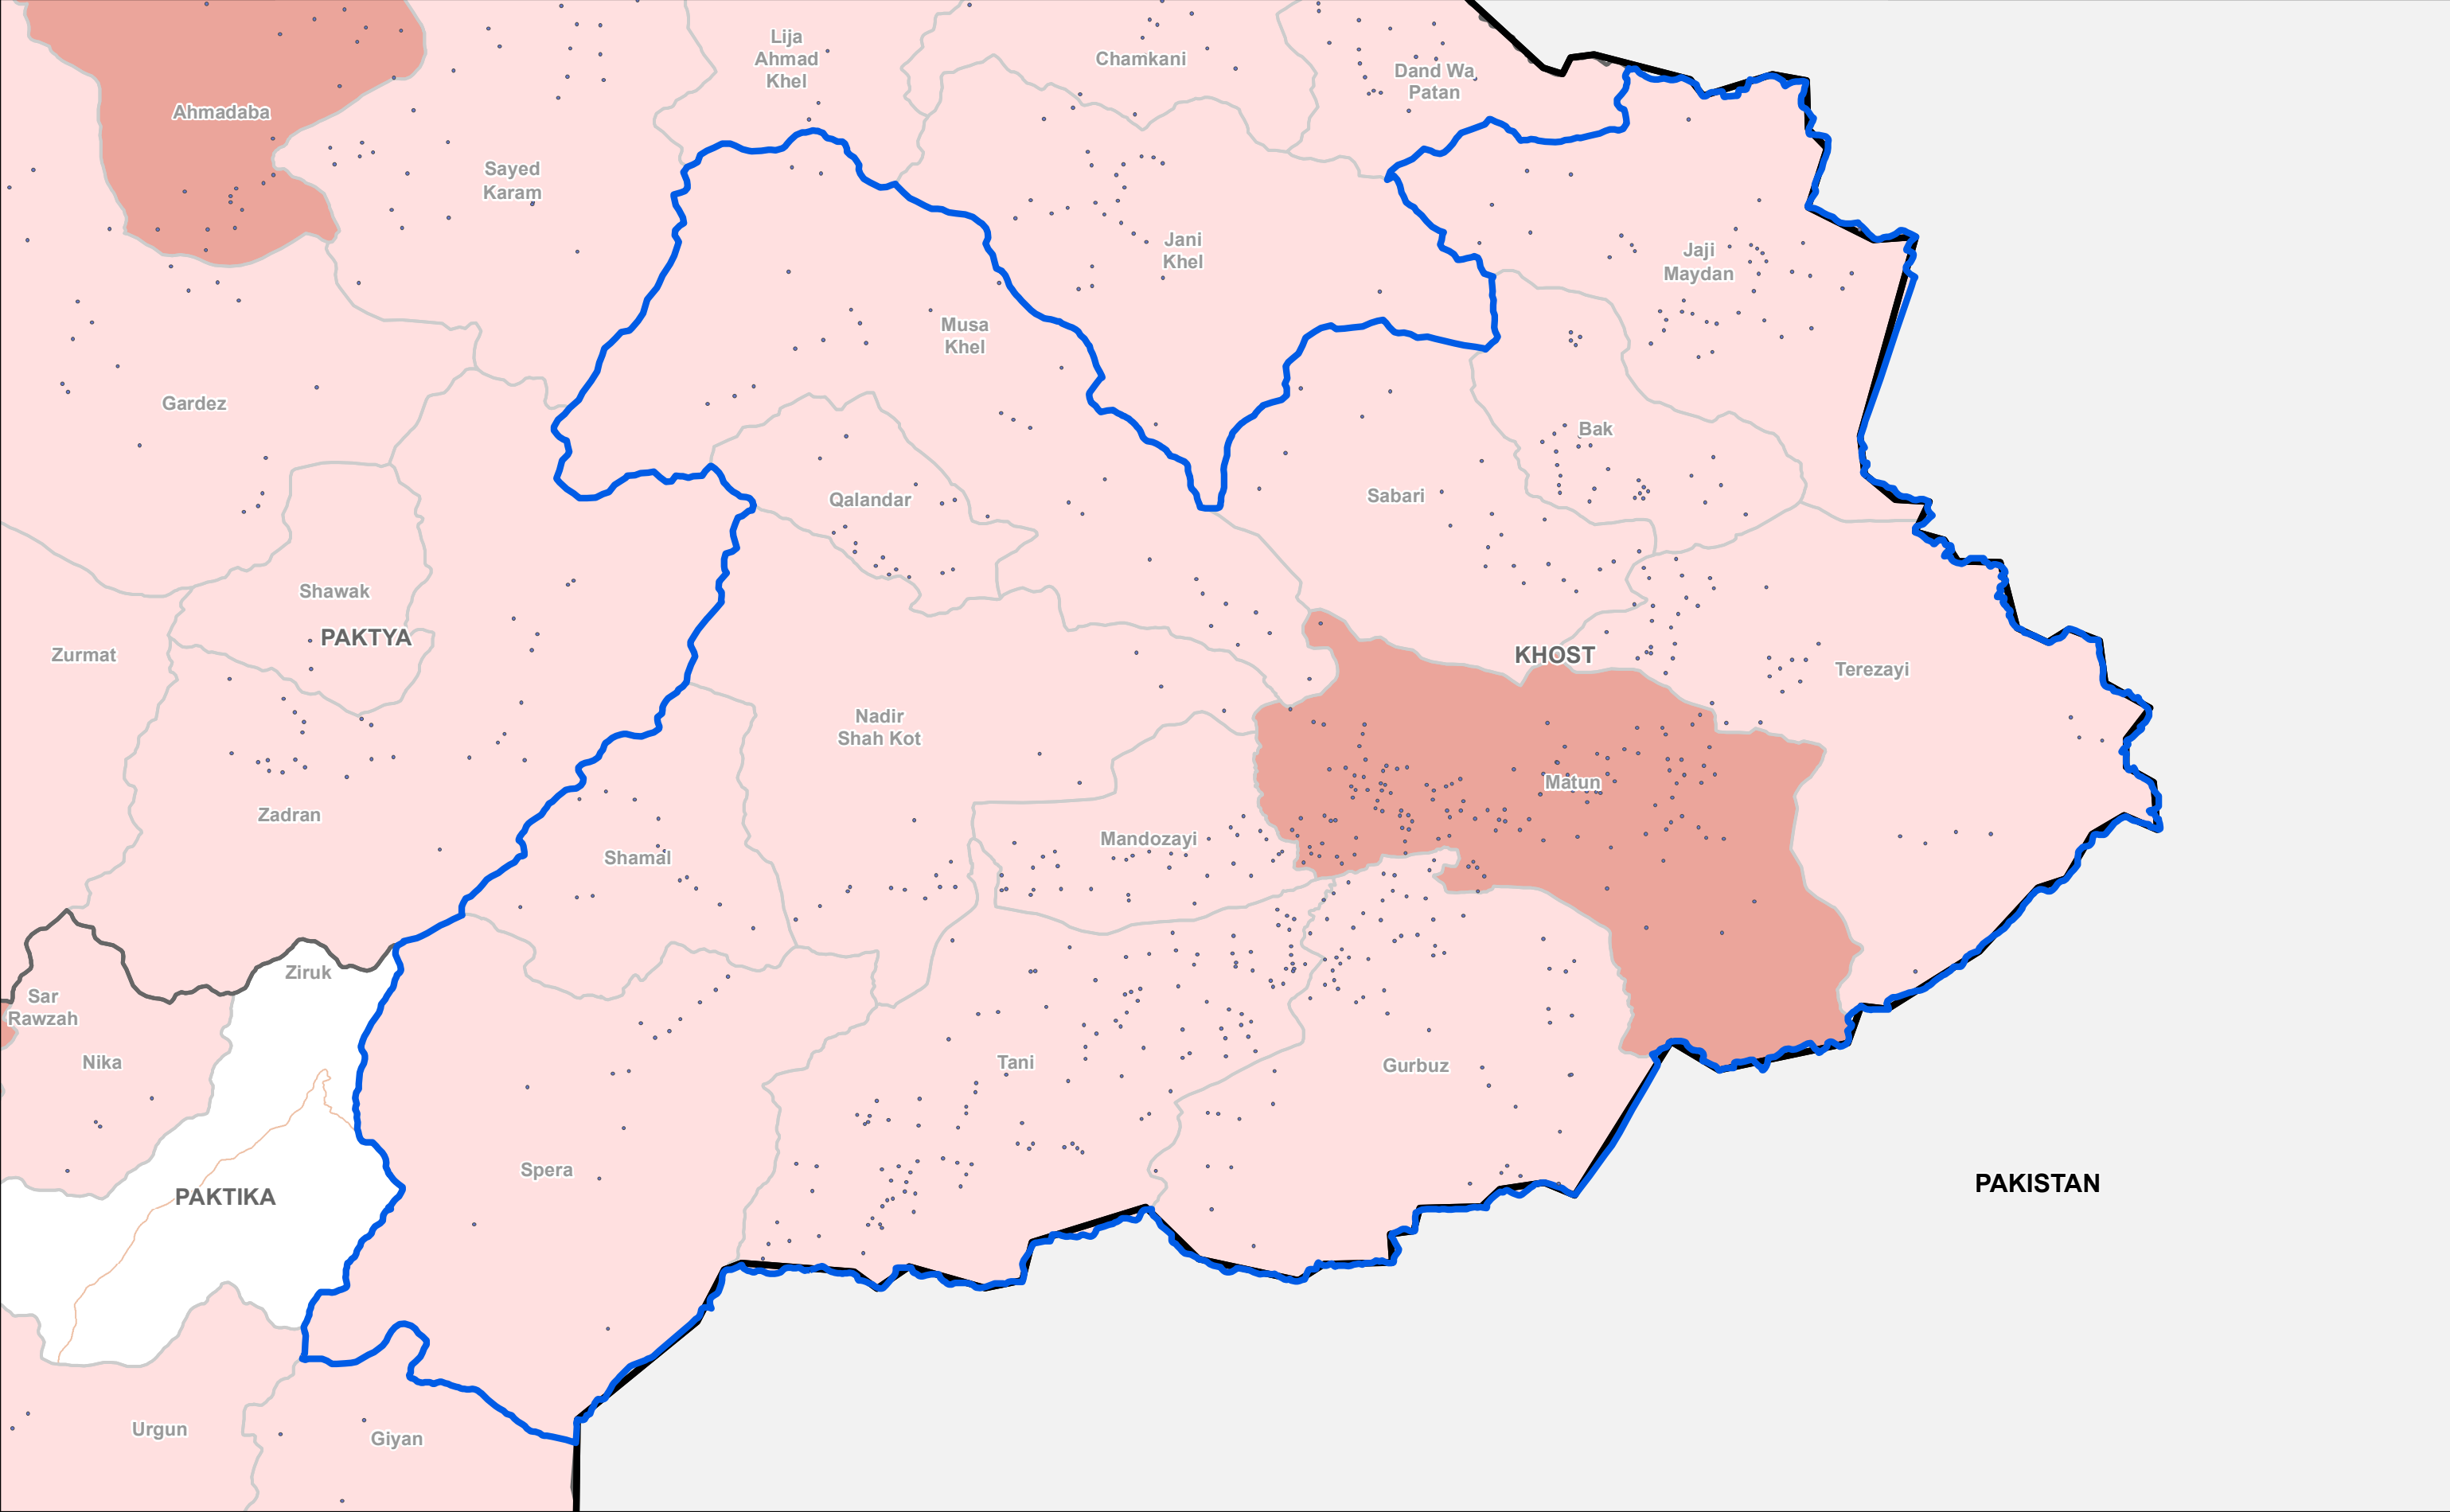 Lija
Ahmad
Khel
Chamkani
Dand Wa
Patan
Ahmadaba
Sayed
Karam
Jani
Khel
Jaji
Maydan
Musa
Khel
Gardez
Bak
Qalandar
Sabari
Shawak
PAKTYA
Zurmat
KHOST
Terezayi
Nadir
Shah Kot
Matun
Zadran
Mandozayi
Shamal
Ziruk
Sar
Rawzah
Nika
Tani
Gurbuz
Spera
PAKTIKA
PAKISTAN
Urgun
Giyan